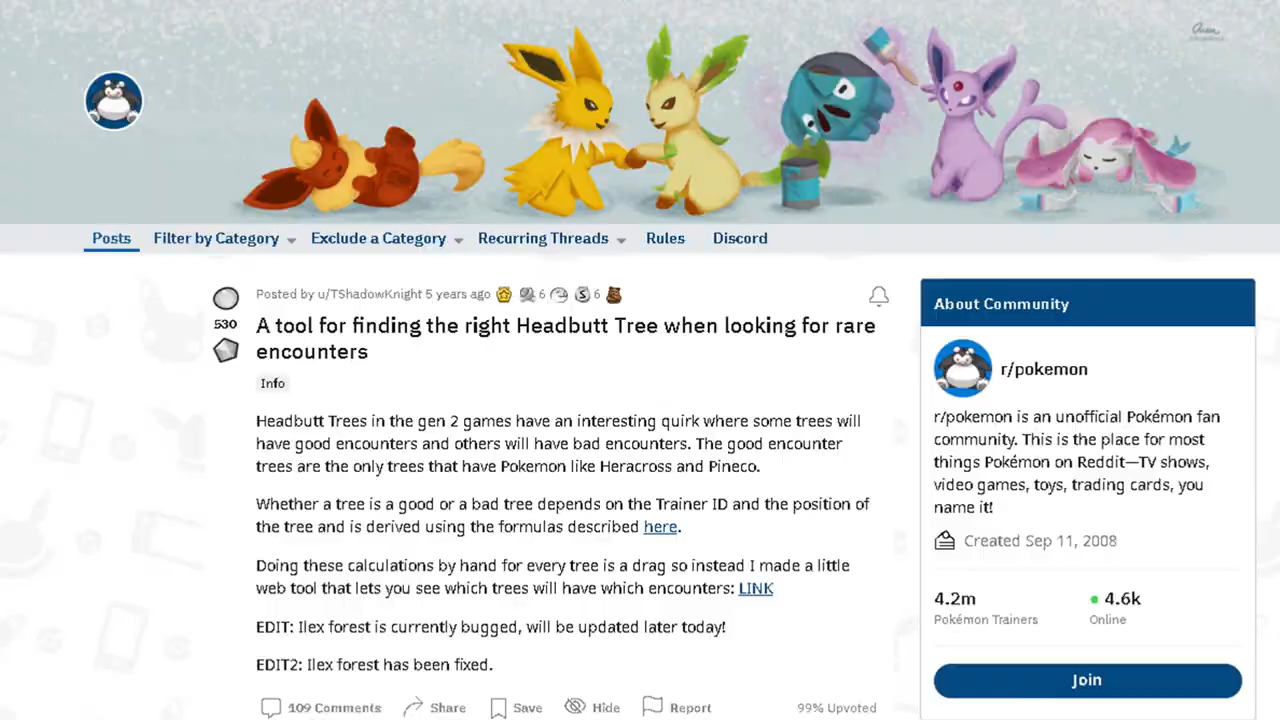 Posts Filter by Category Exclude a Category Recurring Threads Rules Discord
Posted by u/TShadowKnight 5 years ago 6 6
530
A tool for finding the right Headbutt Tree when looking for rare
encounters
Info
Headbutt Trees in the gen 2 games have an interesting quirk where some trees will
have good encounters and others will have bad encounters. The good encounter
trees are the only trees that have Pokemon like Heracross and Pineco.
Whether a tree is a good or a bad tree depends on the Trainer ID and the position of
the tree and is derived using the formulas described here.
Doing these calculations by hand for every tree is a drag so instead I made a little
web tool that lets you see which trees will have which encounters: LINK
EDIT: Ilex forest is currently bugged, will be updated later today!
EDIT2: Ilex forest has been fixed.
109 Comments Share Save Hide Report 99% Upvoted
About Community
r/pokemon
r/pokemon is an unofficial Pokémon fan
community. This is the place for most
things Pokémon on Reddit—TV shows,
video games, toys, trading cards, you
name it!
Created Sep 11, 2008
4.2m 4.6k
Pokémon Trainers Online
Join